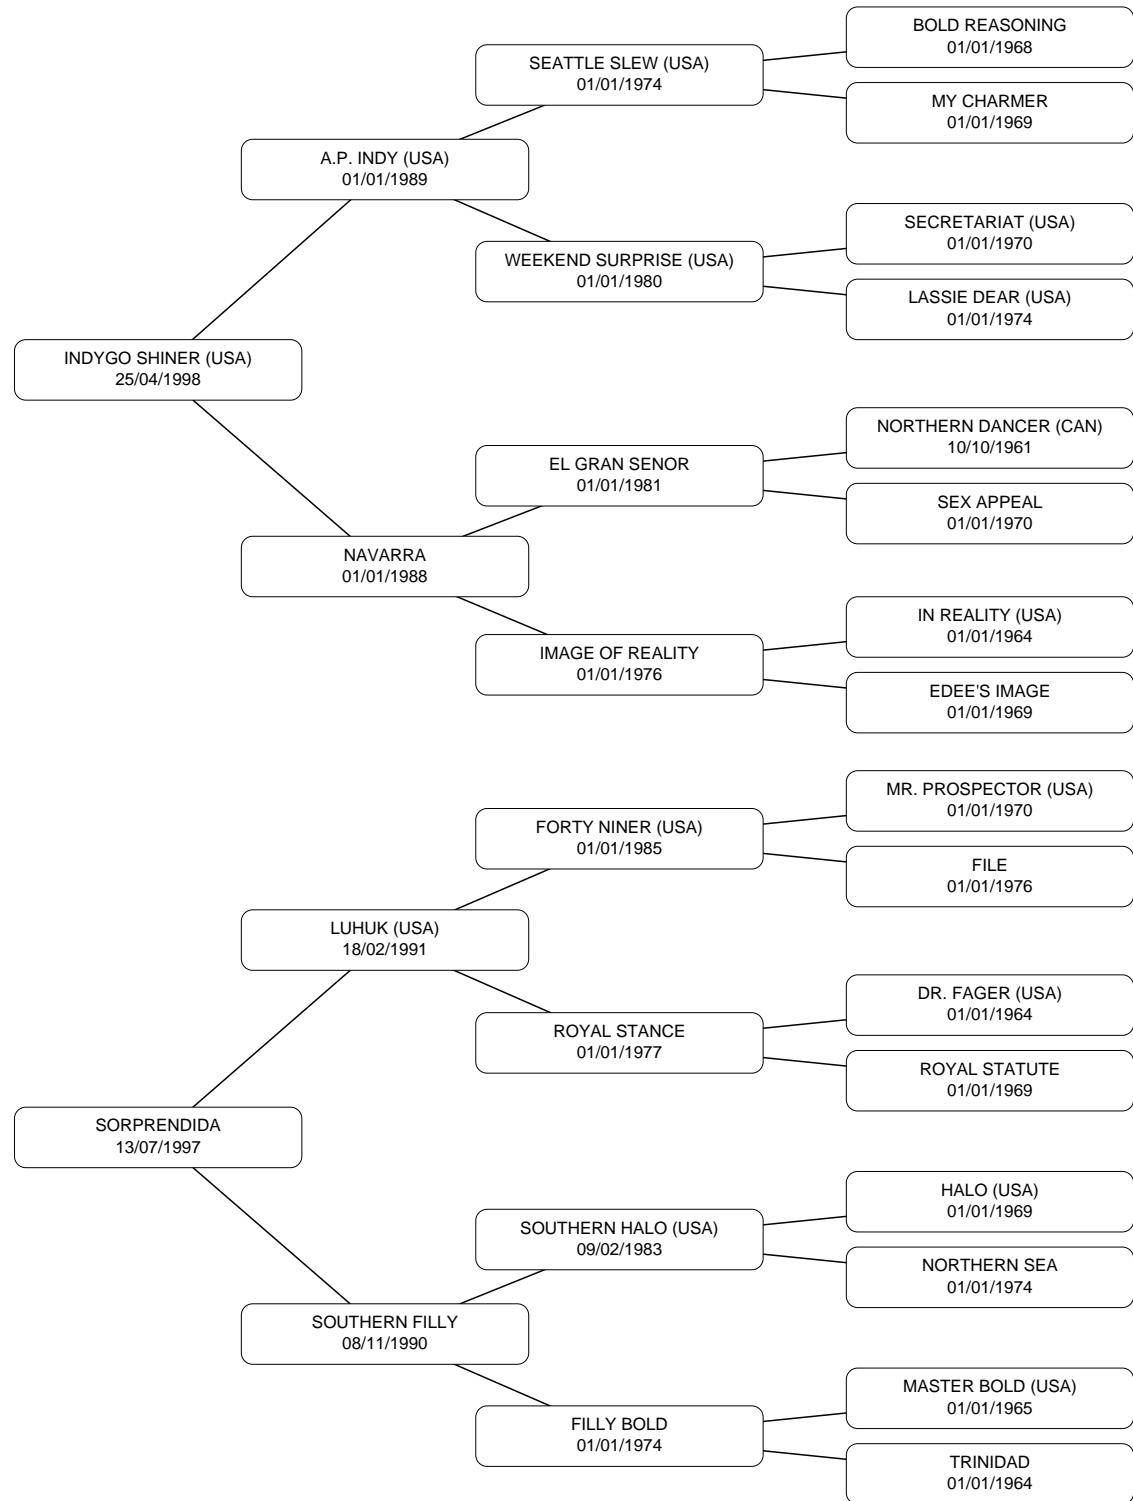 BOLD REASONING
01/01/1968
SEATTLE SLEW (USA)
01/01/1974
MY CHARMER
01/01/1969
A.P. INDY (USA)
01/01/1989
SECRETARIAT (USA)
01/01/1970
WEEKEND SURPRISE (USA)
01/01/1980
LASSIE DEAR (USA)
01/01/1974
INDYGO SHINER (USA)
25/04/1998
NORTHERN DANCER (CAN)
10/10/1961
EL GRAN SENOR
01/01/1981
SEX APPEAL
01/01/1970
NAVARRA
01/01/1988
IN REALITY (USA)
01/01/1964
IMAGE OF REALITY
01/01/1976
EDEE'S IMAGE
01/01/1969
MR. PROSPECTOR (USA)
01/01/1970
FORTY NINER (USA)
01/01/1985
FILE
01/01/1976
LUHUK (USA)
18/02/1991
DR. FAGER (USA)
01/01/1964
ROYAL STANCE
01/01/1977
ROYAL STATUTE
01/01/1969
SORPRENDIDA
13/07/1997
HALO (USA)
01/01/1969
SOUTHERN HALO (USA)
09/02/1983
NORTHERN SEA
01/01/1974
SOUTHERN FILLY
08/11/1990
MASTER BOLD (USA)
01/01/1965
FILLY BOLD
01/01/1974
TRINIDAD
01/01/1964